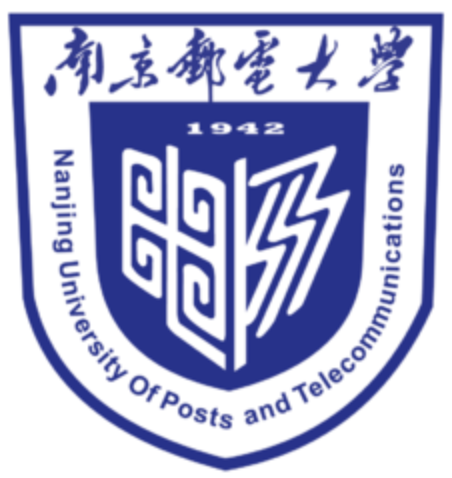 南京郵電大學
1942
Nanjing University Of Posts and Telecommunications